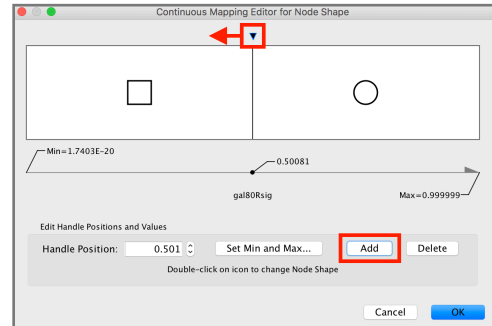 Continuous Mapping Editor for Node Shape
Min=1.7403E-20
0.50081
gal80Rsig
Max=0.999999
Edit Handle Positions and Values
Handle Position: 0.501 Set Min and Max... Add Delete
Double-click on icon to change Node Shape
Cancel OK